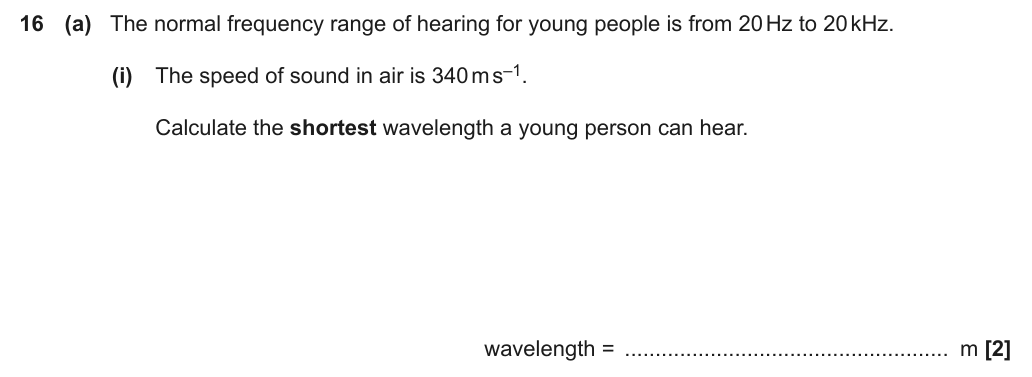 16 (a) The normal frequency range of hearing for young people is from 20 Hz to 20 kHz.
(i) The speed of sound in air is 340 m s⁻¹.
Calculate the shortest wavelength a young person can hear.
wavelength = ..................................................... m [2]